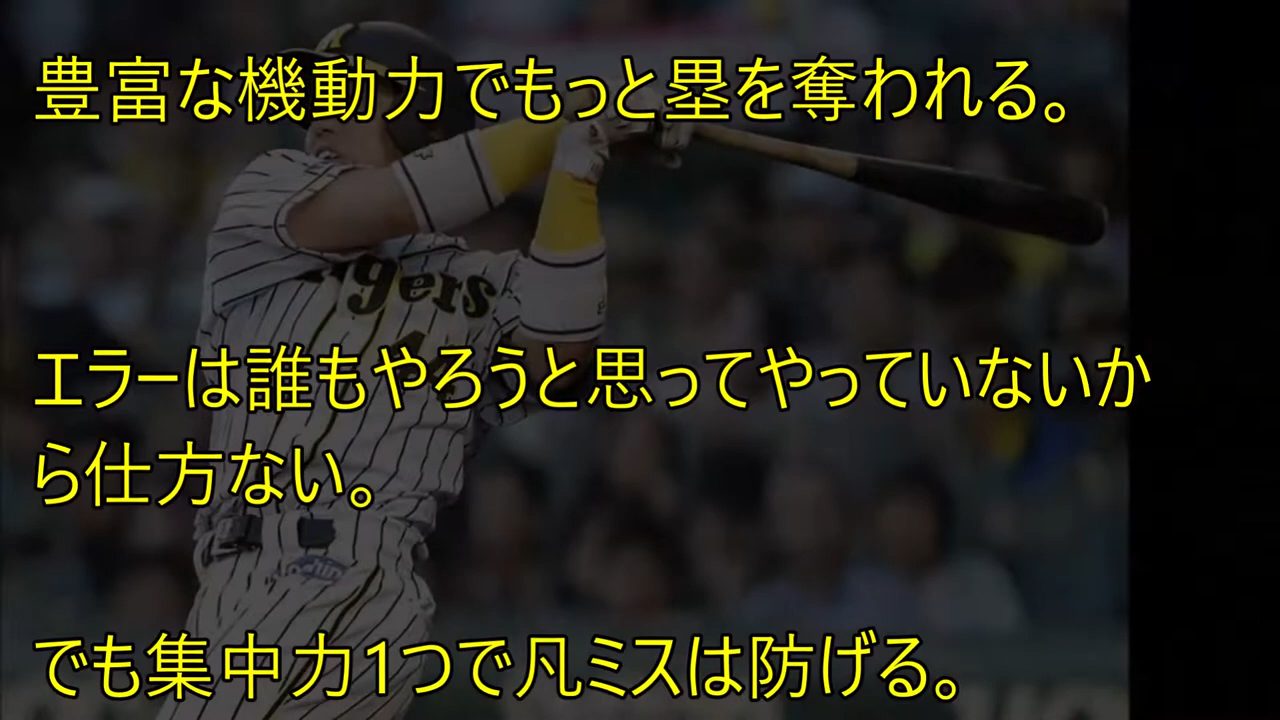 豊富な機動力でもっと塁を奪われる。
エラーは誰もやろうと思ってやっていないか
ら仕方ない。
でも集中力1つで凡ミスは防げる。
Tigers